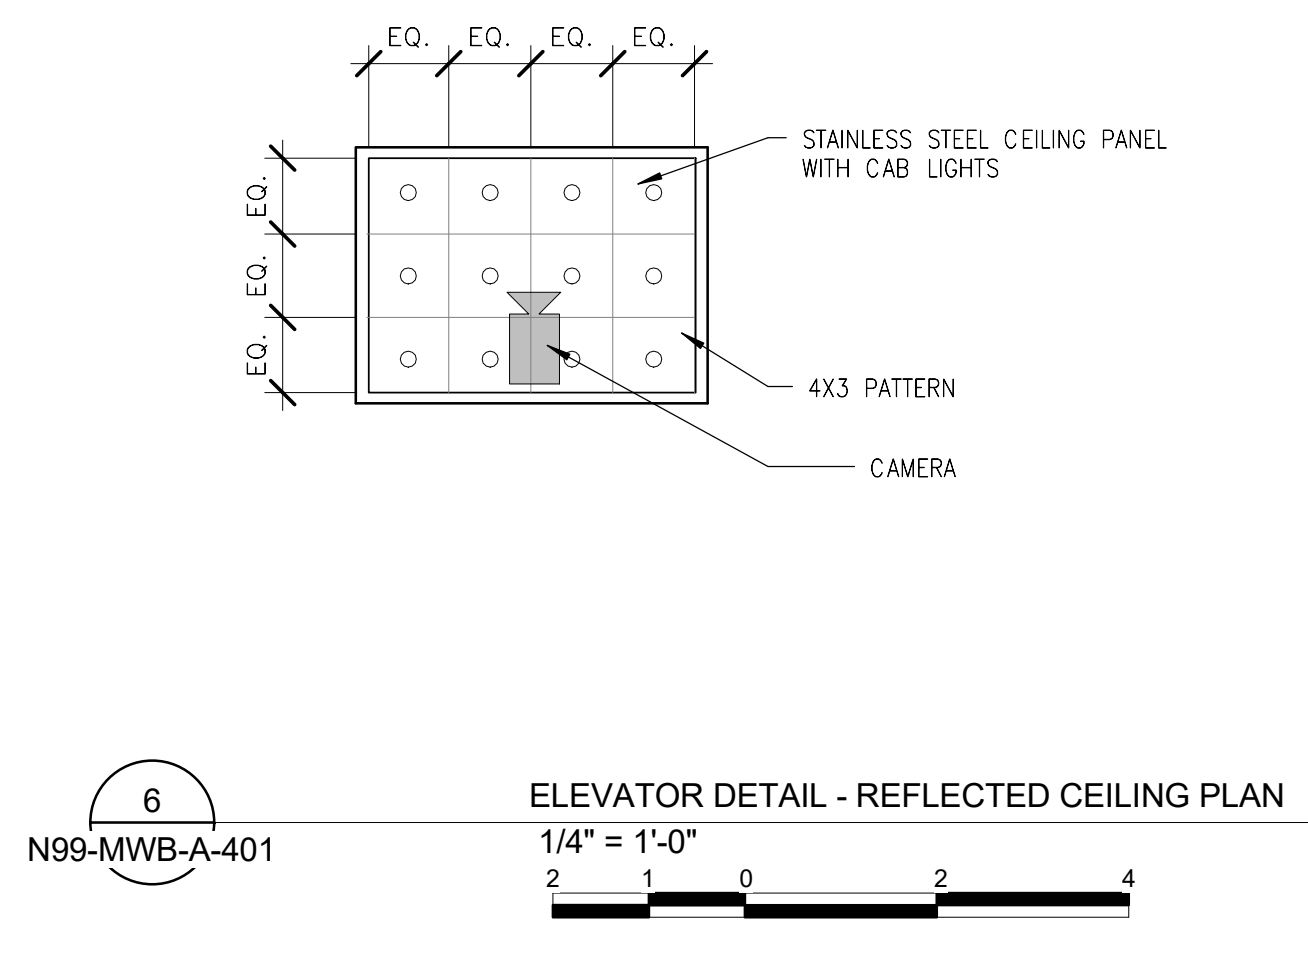 EQ. EQ. EQ. EQ.
STAINLESS STEEL CEILING PANEL
WITH CAB LIGHTS
EQ.
EQ.
EQ.
4X3 PATTERN
CAMERA
6
N99-MWB-A-401
ELEVATOR DETAIL - REFLECTED CEILING PLAN
1/4" = 1'-0"
2 1 0 2 4